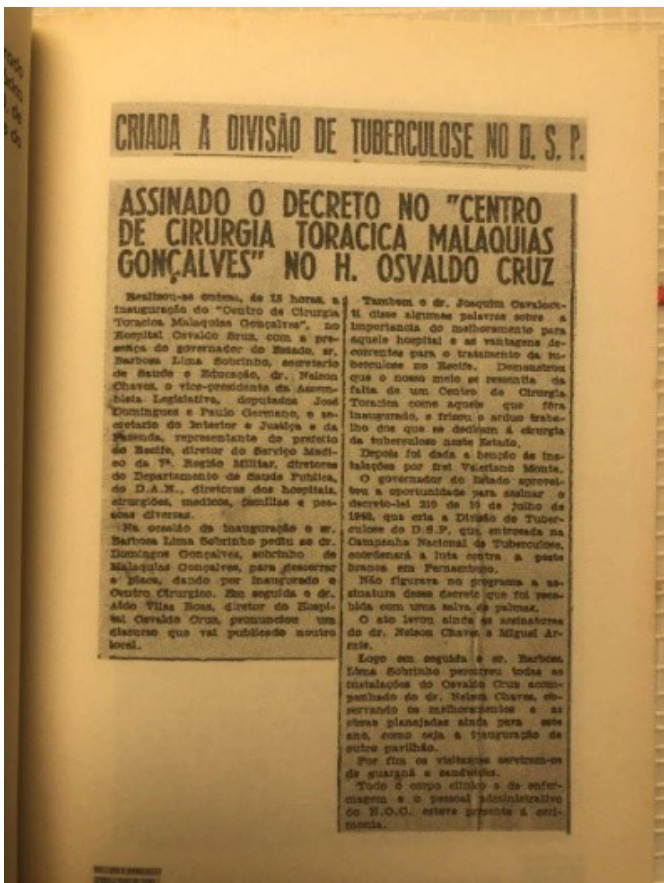 CRIADA A DIVISÃO DE TUBERCULOSE NO D. S. P.
ASSINADO O DECRETO NO "CENTRO
DE CIRURGIA TORACICA MALAQUIAS
GONÇALVES" NO H. OSVALDO CRUZ
Realizou-se ontem, ás 15 horas, a
inauguração do "Centro de Cirurgia
Toracica Malaquias Gonçalves", no
Hospital Osvaldo Cruz, com a pre-
sença do governador do Estado, sr.
Barbosa Lima Sobrinho, secretario
de Saude e Educação, dr. Nelson
Chaves, o vice-presidente da Assem-
bleia Legislativa, deputados José
Domingues e Paulo Germano, o se-
cretario do Interior e Justiça e da
Fazenda, representante do prefeito
do Recife, diretor do Serviço Medi-
co da 7ª. Região Militar, diretores
do Departamento de Saude Publica,
do D.A.H., diretores dos hospitais,
cirurgiões, medicos, familias e pes-
soas diversas.
Na ocasião da inauguração o sr.
Barbosa Lima Sobrinho pediu ao dr.
Domingos Gonçalves, sobrinho de
Malaquias Gonçalves, para descerrar
a placa, dando por inaugurado o
Centro Cirurgico. Em seguida o dr.
Aldo Vilas Boas, diretor do Hospi-
tal Osvaldo Cruz, pronunciou um
discurso que vai publicado noutro
local.
Tambem o dr. Joaquim Cavalcan-
ti disse algumas palavras sobre a
importancia do melhoramento para
aquele hospital e as vantagens de-
correntes para o tratamento da tu-
berculose no Recife. Demonstrou
que o nosso meio se ressentia da
falta de um Centro de Cirurgia
Toracica como aquele que fôra
inaugurado, e frizou o arduo traba-
lho dos que se dedicam á cirurgia
da tuberculose neste Estado.
Depois foi dada a benção de ins-
talações por frei Valeriano Monte.
O governador do Estado aprovei-
tou a oportunidade para assinar o
decreto-lei 310 de 19 de julho de
1948, que cria a Divisão de Tuber-
culose do D.S.P., que entrosada na
Campanha Nacional de Tuberculose,
coordenará a luta contra a peste
branca em Pernambuco.
Não figurava no programa a as-
sinatura desse decreto que foi rece-
bida com uma salva de palmas.
O ato levou ainda as assinaturas
do dr. Nelson Chaves e Miguel Ar-
Logo em seguida o sr. Barbosa
Lima Sobrinho percorreu todas as
instalações do Osvaldo Cruz acom-
panhado do dr. Nelson Chaves, ob-
servando os melhoramentos e as
obras planejadas ainda para este
ano, como seja a inauguração de
outro pavilhão.
Por fim os visitantes serviram-se
de guaraná e sandwichs.
Todo o corpo clinico e de enfer-
magem e o pessoal administrativo
do H.O.C. esteve presente á ceri-
monia.